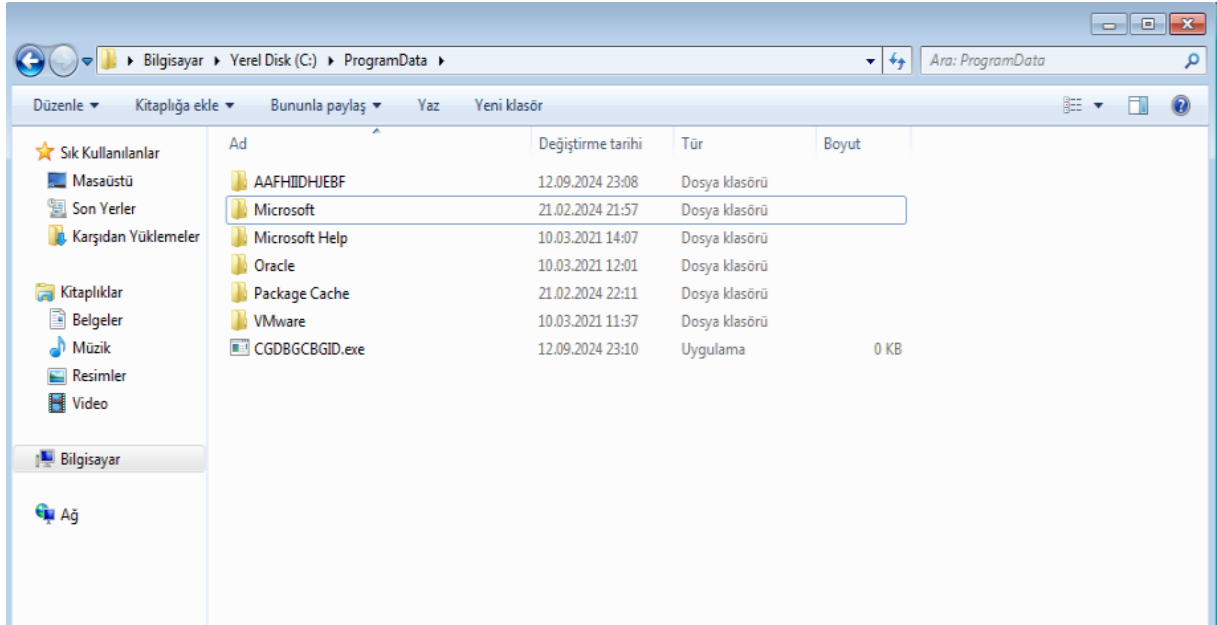 Bilgisayar Yerel Disk (C:) ProgramData Ara: ProgramData
Düzenle Kitaplığa ekle Bununla paylaş Yaz Yeni klasör
Sık Kullanılanlar
Masaüstü
Son Yerler
Karşıdan Yüklemeler
Kitaplıklar
Belgeler
Müzik
Resimler
Video
Bilgisayar
Ağ
Ad Değiştirme tarihi Tür Boyut
AAFHIIDHJEBF 12.09.2024 23:08 Dosya klasörü
Microsoft 21.02.2024 21:57 Dosya klasörü
Microsoft Help 10.03.2021 14:07 Dosya klasörü
Oracle 10.03.2021 12:01 Dosya klasörü
Package Cache 21.02.2024 22:11 Dosya klasörü
VMware 10.03.2021 11:37 Dosya klasörü
CGDBGCBGID.exe 12.09.2024 23:10 Uygulama 0 KB